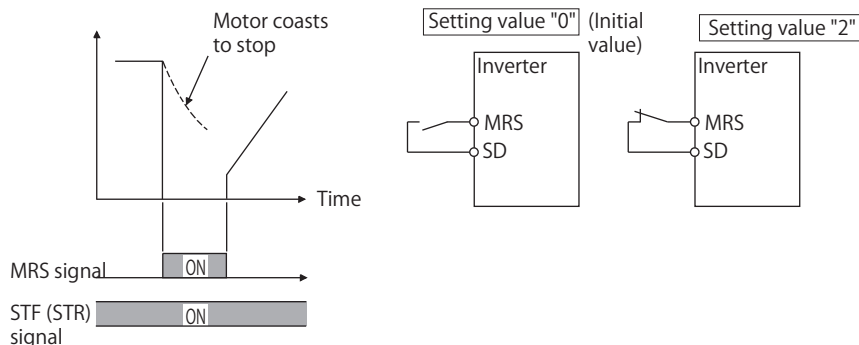 Motor coasts
to stop
Time
MRS signal
ON
STF (STR)
signal
ON
Setting value "0" (Initial
value)
Inverter
MRS
SD
Setting value "2"
Inverter
MRS
SD